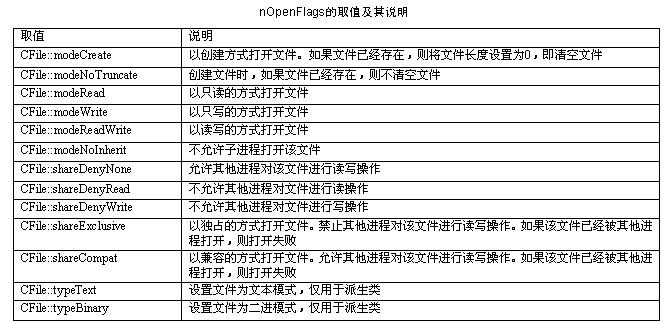 nOpenFlags的取值及其说明
取值 说明
CFile::modeCreate 以创建方式打开文件。如果文件已经存在，则将文件长度设置为0，即清空文件
CFile::modeNoTruncate 创建文件时，如果文件已经存在，则不清空文件
CFile::modeRead 以只读的方式打开文件
CFile::modeWrite 以只写的方式打开文件
CFile::modeReadWrite 以读写的方式打开文件
CFile::modeNoInherit 不允许子进程打开该文件
CFile::shareDenyNone 允许其他进程对该文件进行读写操作
CFile::shareDenyRead 不允许其他进程对文件进行读操作
CFile::shareDenyWrite 不允许其他进程对文件进行写操作
CFile::shareExclusive 以独占的方式打开文件。禁止其他进程对该文件进行读写操作。如果该文件已经被其他进
程打开，则打开失败
CFile::shareCompat 以兼容的方式打开文件。允许其他进程对该文件进行读写操作。如果该文件已经被其他进
程打开，则打开失败
CFile::typeText 设置文件为文本模式，仅用于派生类
CFile::typeBinary 设置文件为二进模式，仅用于派生类